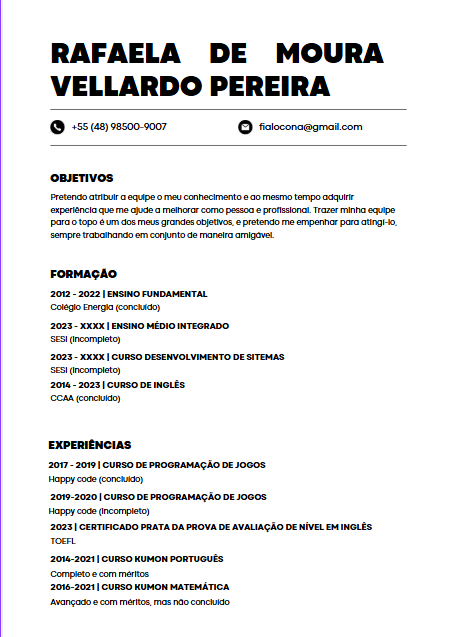 RAFAELA DE MOURA
VELLARDO PEREIRA
+55 (48) 98500-9007
fialocona@gmail.com
OBJETIVOS
Pretendo atribuir a equipe o meu conhecimento e ao mesmo tempo adquirir
experiência que me ajude a melhorar como pessoa e profissional. Trazer minha equipe
para o topo é um dos meus grandes objetivos, e pretendo me empenhar para atingi-lo,
sempre trabalhando em conjunto de maneira amigável.
FORMAÇÃO
2012 - 2022 | ENSINO FUNDAMENTAL
Colégio Energia (concluído)
2023 - XXXX | ENSINO MÉDIO INTEGRADO
SESI (Incompleto)
2023 - XXXX | CURSO DESENVOLVIMENTO DE SITEMAS
SESI (Incompleto)
2014 - 2023 | CURSO DE INGLÊS
CCAA (concluído)
EXPERIÊNCIAS
2017 - 2019 | CURSO DE PROGRAMAÇÃO DE JOGOS
Happy code (concluído)
2019-2020 | CURSO DE PROGRAMAÇÃO DE JOGOS
Happy code (Incompleto)
2023 | CERTIFICADO PRATA DA PROVA DE AVALIAÇÃO DE NÍVEL EM INGLÊS
TOEFL
2014-2021 | CURSO KUMON PORTUGUÊS
Completo e com méritos
2016-2021 | CURSO KUMON MATEMÁTICA
Avançado e com méritos, mas não concluído